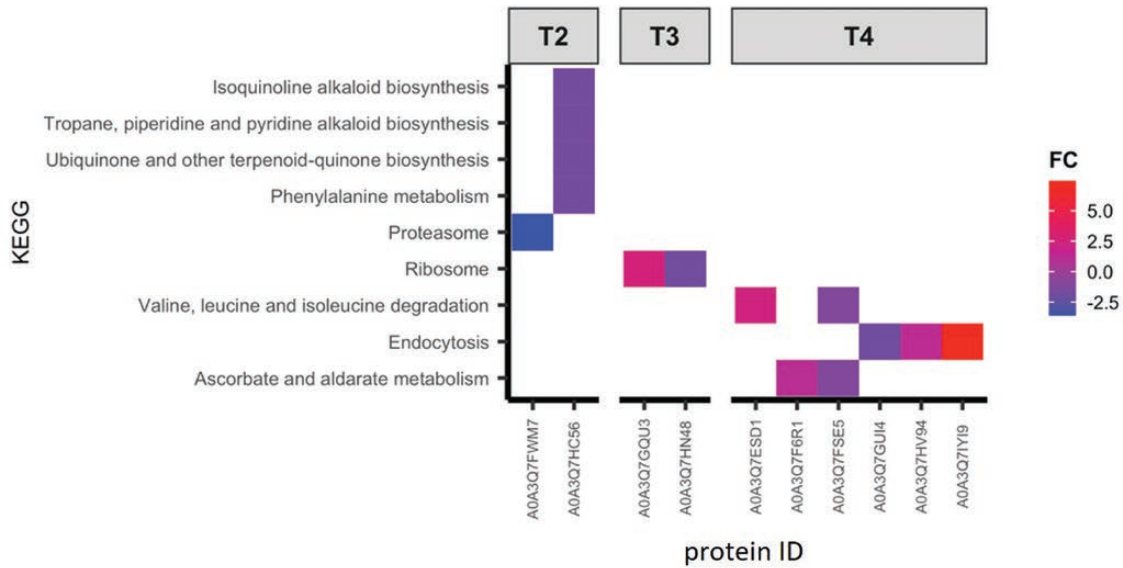 T2 T3 T4
Isoquinoline alkaloid biosynthesis
Tropane, piperidine and pyridine alkaloid biosynthesis
Ubiquinone and other terpenoid-quinone biosynthesis
Phenylalanine metabolism
Proteasome
Ribosome
Valine, leucine and isoleucine degradation
Endocytosis
Ascorbate and aldarate metabolism
KEGG
A0A3Q7FWM7
A0A3Q7HC56
A0A3Q7GQU3
A0A3Q7HN48
A0A3Q7ESD1
A0A3Q7F6R1
A0A3Q7FSE5
A0A3Q7GUI4
A0A3Q7HV94
A0A3Q7IYI9
protein ID
FC
5.0
2.5
0.0
-2.5